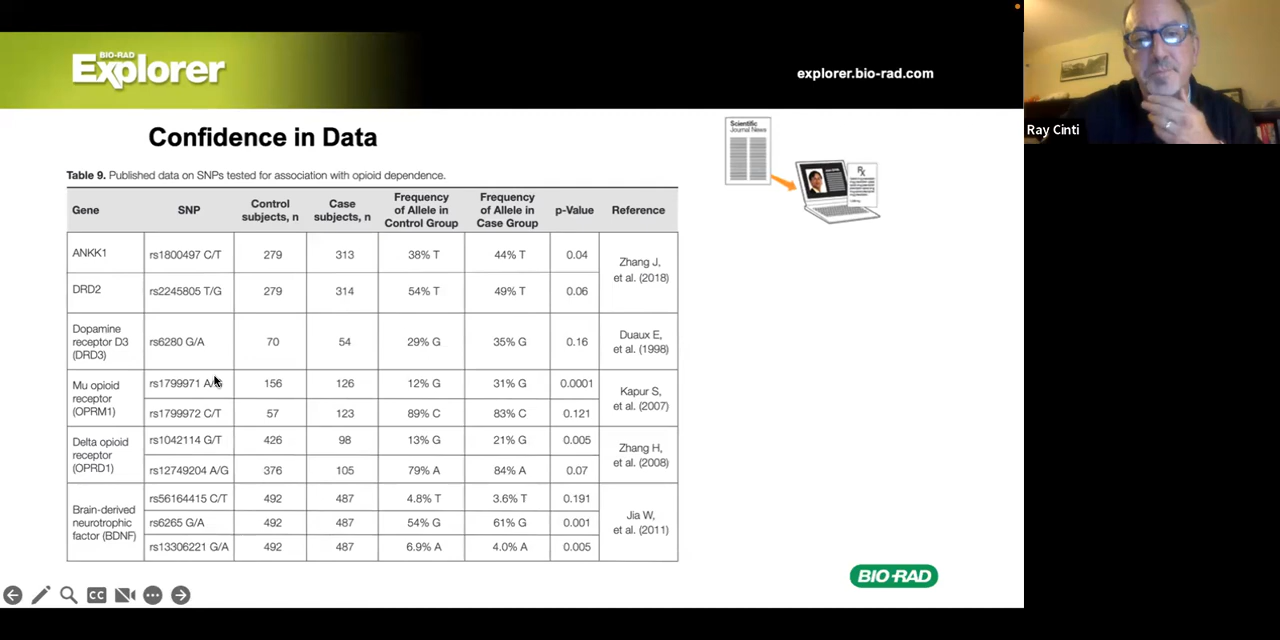 BIO-RAD
Explorer
explorer.bio-rad.com
Ray Cinti
Confidence in Data
Scientific
Journal News
Rx
Table 9. Published data on SNPs tested for association with opioid dependence.
Gene SNP Control subjects, n Case subjects, n Frequency of Allele in Control Group Frequency of Allele in Case Group p-Value Reference
ANKK1 rs1800497 C/T 279 313 38% T 44% T 0.04 Zhang J, et al. (2018)
DRD2 rs2245805 T/G 279 314 54% T 49% T 0.06
Dopamine receptor D3 (DRD3) rs6280 G/A 70 54 29% G 35% G 0.16 Duaux E, et al. (1998)
Mu opioid receptor (OPRM1) rs1799971 156 126 12% G 31% G 0.0001 Kapur S, et al. (2007)
rs1799972 C/T 57 123 89% C 83% C 0.121
Delta opioid receptor (OPRD1) rs1042114 G/T 426 98 13% G 21% G 0.005 Zhang H, et al. (2008)
rs12749204 A/G 376 105 79% A 84% A 0.07
Brain-derived neurotrophic factor (BDNF) rs56164415 C/T 492 487 4.8% T 3.6% T 0.191 Jia W, et al. (2011)
rs6265 G/A 492 487 54% G 61% G 0.001
rs13306221 G/A 492 487 6.9% A 4.0% A 0.005
BIO-RAD
CC